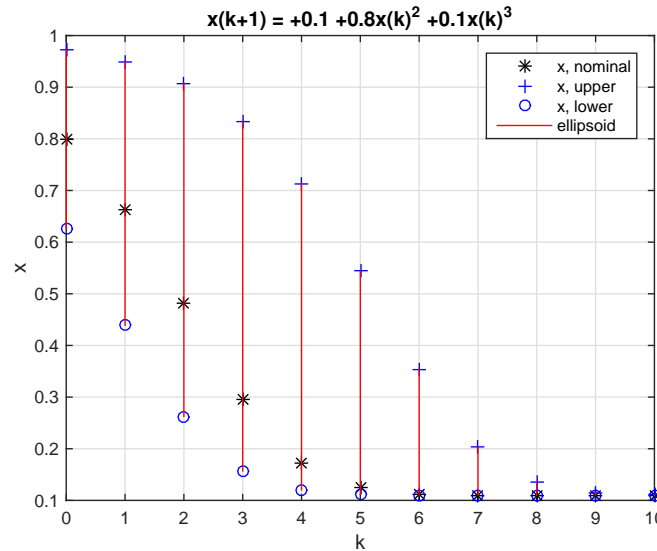 x(k+1) = +0.1 +0.8x(k)² +0.1x(k)³
1
0.9
0.8
0.7
0.6
0.5
0.4
0.3
0.2
0.1
x
x, nominal
x, upper
x, lower
ellipsoid
0 1 2 3 4 5 6 7 8 9 10
k